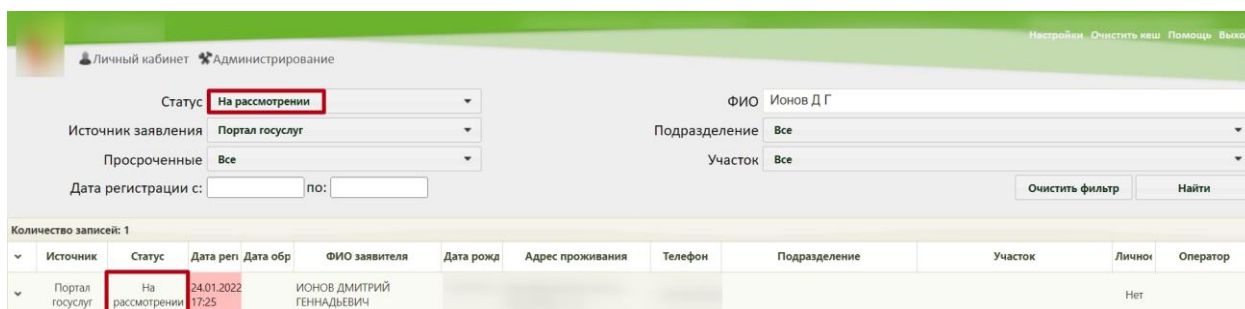 Настройки Очистить кеш Помощь Выхо
Личный кабинет Администрирование
Статус На рассмотрении ФИО Ионов Д Г
Источник заявления Портал госуслуг Подразделение Все
Просроченные Все Участок Все
Дата регистрации с: по: Очистить фильтр Найти
Количество записей: 1
Источник Статус Дата реги Дата обр ФИО заявителя Дата рожд Адрес проживания Телефон Подразделение Участок Личное Оператор
Портал На 24.01.2022 ИОНОВ ДМИТРИЙ
госуслуг рассмотрении 17:25 ГЕННАДЬЕВИЧ Нет